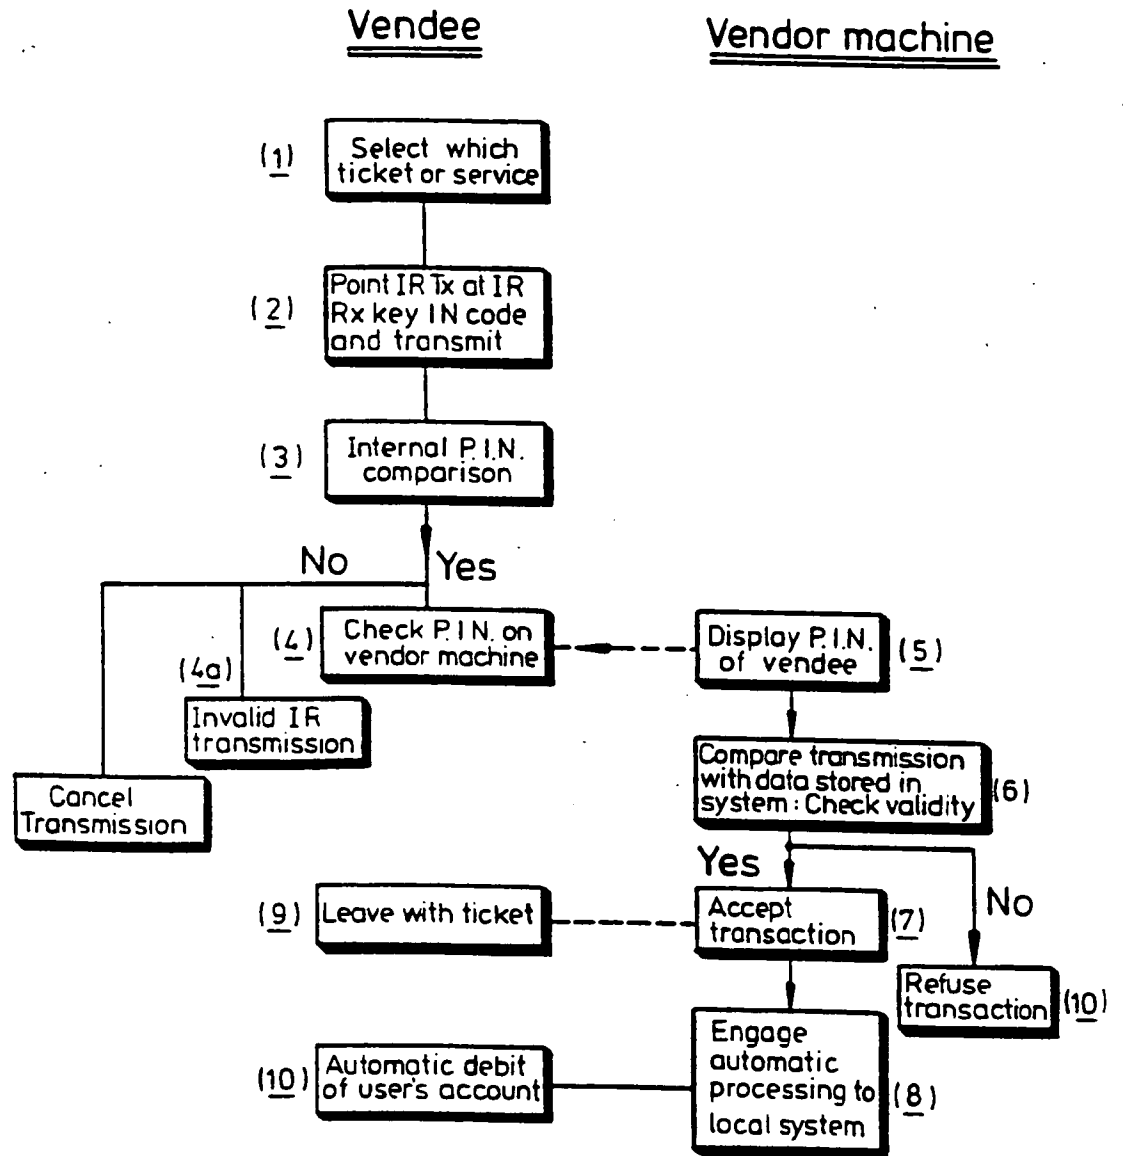 Vendee
Vendor machine
(1)
Select which
ticket or service
(2)
Point IR Tx at IR
Rx key IN code
and transmit
(3)
Internal P.I.N.
comparison
No
Yes
(4)
Check P.I.N. on
vendor machine
Display P.I.N.
of vendee
(5)
(4a)
Invalid IR
transmission
Cancel
Transmission
Compare transmission
with data stored in
system : Check validity
(6)
Yes
No
(9)
Leave with ticket
Accept
transaction
(7)
Refuse
transaction
(10)
(10)
Automatic debit
of user's account
Engage
automatic
processing to
local system
(8)